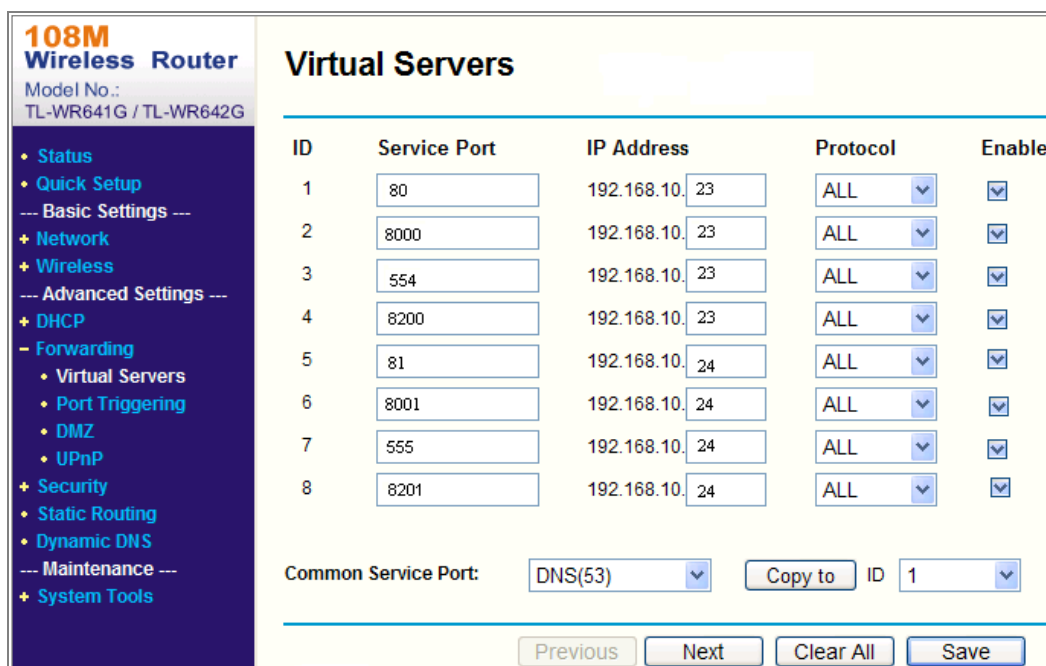 108M
Wireless Router
Model No.:
TL-WR641G / TL-WR642G
• Status
• Quick Setup
--- Basic Settings ---
+ Network
+ Wireless
--- Advanced Settings ---
+ DHCP
– Forwarding
• Virtual Servers
• Port Triggering
• DMZ
• UPnP
+ Security
• Static Routing
• Dynamic DNS
--- Maintenance ---
+ System Tools
Virtual Servers
ID Service Port IP Address Protocol Enable
1 80 192.168.10. 23 ALL
2 8000 192.168.10. 23 ALL
3 554 192.168.10. 23 ALL
4 8200 192.168.10. 23 ALL
5 81 192.168.10. 24 ALL
6 8001 192.168.10. 24 ALL
7 555 192.168.10. 24 ALL
8 8201 192.168.10. 24 ALL
Common Service Port: DNS(53) Copy to ID 1
Previous Next Clear All Save